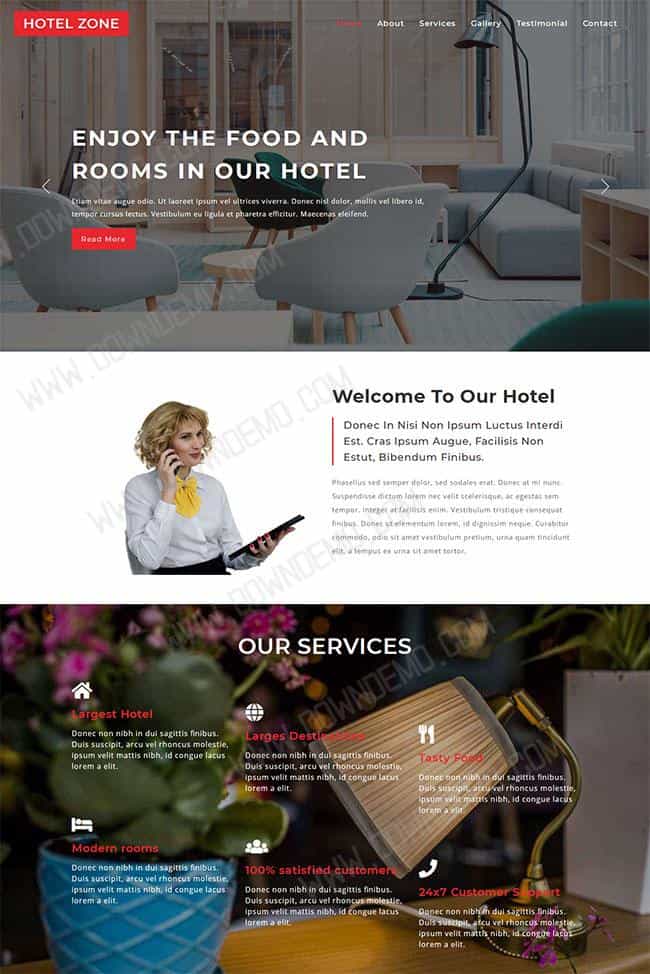 HOTEL ZONE
Home About Services Gallery Testimonial Contact
ENJOY THE FOOD AND
ROOMS IN OUR HOTEL
Etiam vitae augue odio. Ut laoreet ipsum vel ultrices viverra. Donec nisl dolor, mollis vel libero id,
tempor cursus lectus. Vestibulum eu ligula et pharetra efficitur. Maecenas eleifend.
Read More
WWW.DOWNDEMO.COM
Welcome To Our Hotel
Donec In Nisi Non Ipsum Luctus Interdi
Est. Cras Ipsum Augue, Facilisis Non
Estut, Bibendum Finibus.
Phasellus sed semper dolor, sed sodales erat. Donec at mi nunc.
Suspendisse dictum lorem nec velit scelerisque, ac egestas sem
tempor. Integer at facilisis enim. Vestibulum tristique consequat
finibus. Donec ut elementum lorem, id dignissim neque. Curabitur
commodo, odio sit amet vestibulum pretium, urna quam tincidunt
elit, a tempus ex urna sit amet tortor.
OUR SERVICES
Largest Hotel
Donec non nibh in dui sagittis finibus.
Duis suscipit, arcu vel rhoncus molestie,
ipsum velit mattis nibh, id congue lacus
lorem a elit.
Larges Destinations
Donec non nibh in dui sagittis finibus.
Duis suscipit, arcu vel rhoncus molestie,
ipsum velit mattis nibh, id congue lacus
lorem a elit.
Tasty Food
Donec non nibh in dui sagittis finibus.
Duis suscipit, arcu vel rhoncus molestie,
ipsum velit mattis nibh, id congue lacus
lorem a elit.
Modern rooms
Donec non nibh in dui sagittis finibus.
Duis suscipit, arcu vel rhoncus molestie,
ipsum velit mattis nibh, id congue lacus
lorem a elit.
100% satisfied customers
Donec non nibh in dui sagittis finibus.
Duis suscipit, arcu vel rhoncus molestie,
ipsum velit mattis nibh, id congue lacus
lorem a elit.
24x7 Customer Support
Donec non nibh in dui sagittis finibus.
Duis suscipit, arcu vel rhoncus molestie,
ipsum velit mattis nibh, id congue lacus
lorem a elit.